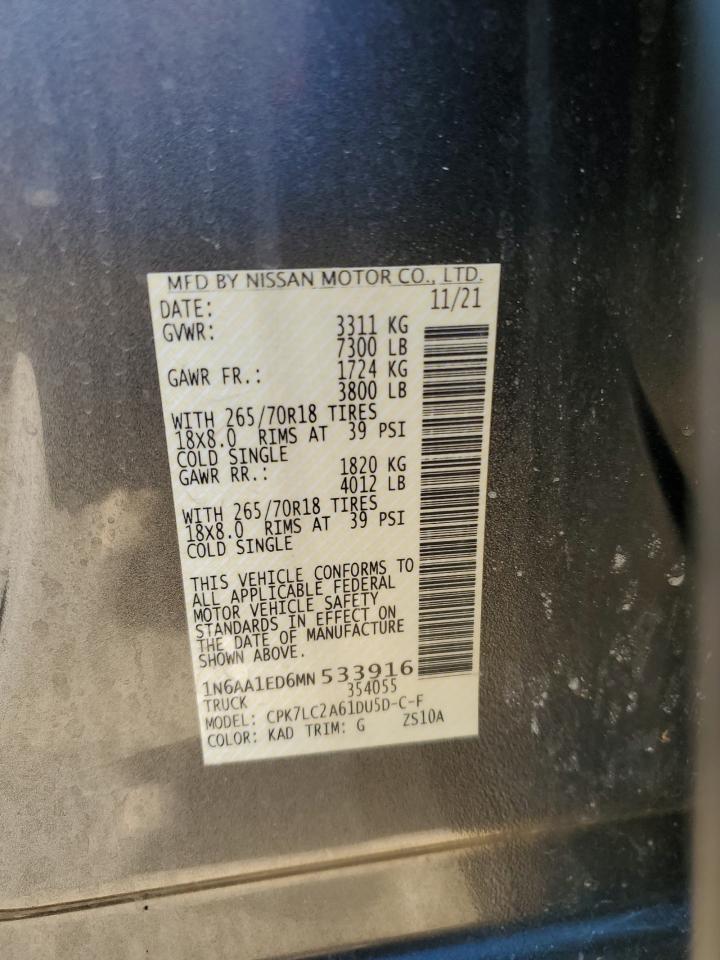 MFD BY NISSAN MOTOR CO., LTD.
DATE: 11/21
GVWR: 3311 KG
7300 LB
GAWR FR.: 1724 KG
3800 LB
WITH 265/70R18 TIRES
18X8.0 RIMS AT 39 PSI
COLD SINGLE
GAWR RR.: 1820 KG
4012 LB
WITH 265/70R18 TIRES
18X8.0 RIMS AT 39 PSI
COLD SINGLE
THIS VEHICLE CONFORMS TO
ALL APPLICABLE FEDERAL
MOTOR VEHICLE SAFETY
STANDARDS IN EFFECT ON
THE DATE OF MANUFACTURE
SHOWN ABOVE.
1N6AA1ED6MN 533916
TRUCK 354055
MODEL: CPK7LC2A61DU5D-C-F
COLOR: KAD TRIM: G ZS10A